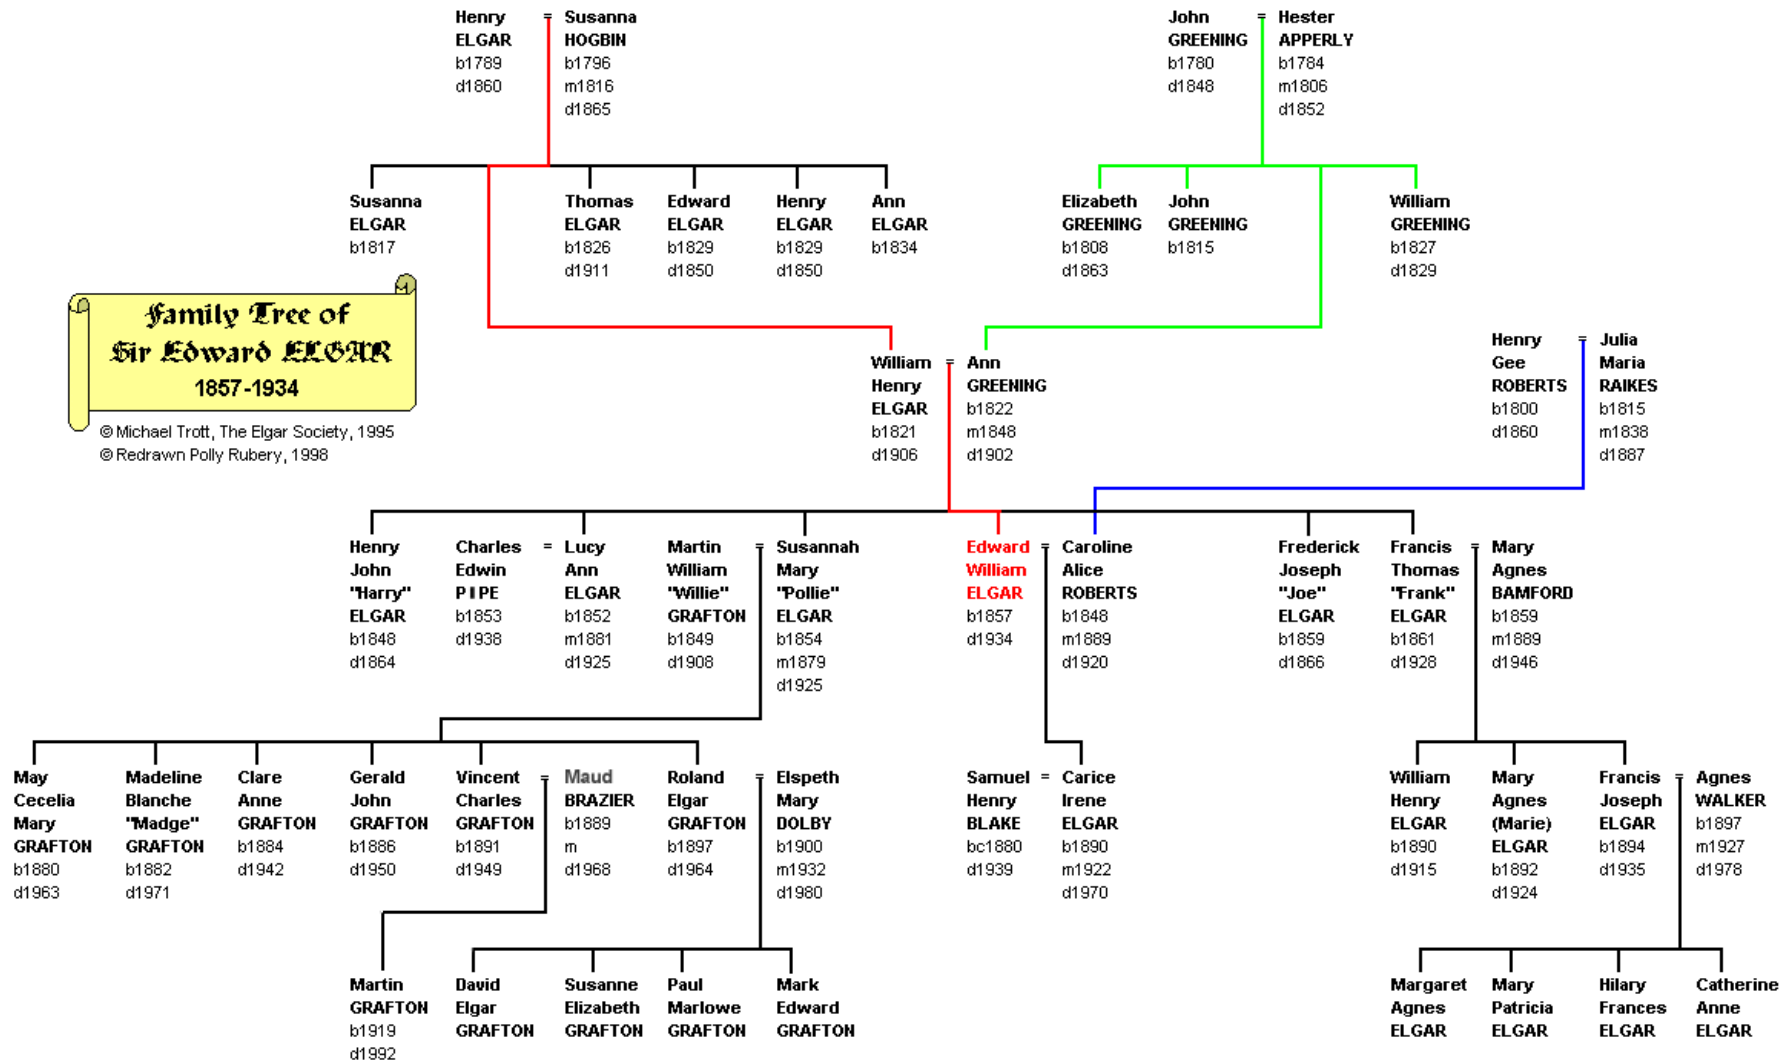 Henry = Susanna
ELGAR HOGBIN
b1789 b1796
d1860 m1816
d1865
John = Hester
GREENING APPERLY
b1780 b1784
d1848 m1806
d1852
Susanna
ELGAR
b1817
Thomas
ELGAR
b1826
d1911
Edward
ELGAR
b1829
d1850
Henry
ELGAR
b1829
d1850
Ann
ELGAR
b1834
Elizabeth
GREENING
b1808
d1863
John
GREENING
b1815
William
GREENING
b1827
d1829
Family Tree of
Sir Edward ELGAR
1857-1934
© Michael Trott, The Elgar Society, 1995
© Redrawn Polly Rubery, 1998
William = Ann
Henry GREENING
ELGAR b1822
b1821 m1848
d1906 d1902
Henry = Julia
Gee Maria
ROBERTS RAIKES
b1800 b1815
d1860 m1838
d1887
Henry
John
"Harry"
ELGAR
b1848
d1864
Charles = Lucy
Edwin Ann
PIPE ELGAR
b1853 b1852
d1938 m1881
d1925
Martin = Susannah
William Mary
"Willie" "Pollie"
GRAFTON ELGAR
b1849 b1854
d1908 m1879
d1925
Edward = Caroline
William Alice
ELGAR ROBERTS
b1857 b1848
d1934 m1889
d1920
Frederick
Joseph
"Joe"
ELGAR
b1859
d1866
Francis = Mary
Thomas Agnes
"Frank" BAMFORD
ELGAR b1859
b1861 m1889
d1928 d1946
May
Cecelia
Mary
GRAFTON
b1880
d1963
Madeline
Blanche
"Madge"
GRAFTON
b1882
d1971
Clare
Anne
GRAFTON
b1884
d1942
Gerald
John
GRAFTON
b1886
d1950
Vincent = Maud
Charles BRAZIER
GRAFTON b1889
b1891 m
d1949 d1968
Roland = Elspeth
Elgar Mary
GRAFTON DOLBY
b1897 b1900
d1964 m1932
d1980
Samuel = Carice
Henry Irene
BLAKE ELGAR
bc1880 b1890
d1939 m1922
d1970
William
Henry
ELGAR
b1890
d1915
Mary
Agnes
(Marie)
ELGAR
b1892
d1924
Francis = Agnes
Joseph WALKER
ELGAR b1897
b1894 m1927
d1935 d1978
Martin
GRAFTON
b1919
d1992
David
Elgar
GRAFTON
Susanne
Elizabeth
GRAFTON
Paul
Marlowe
GRAFTON
Mark
Edward
GRAFTON
Margaret
Agnes
ELGAR
Mary
Patricia
ELGAR
Hilary
Frances
ELGAR
Catherine
Anne
ELGAR